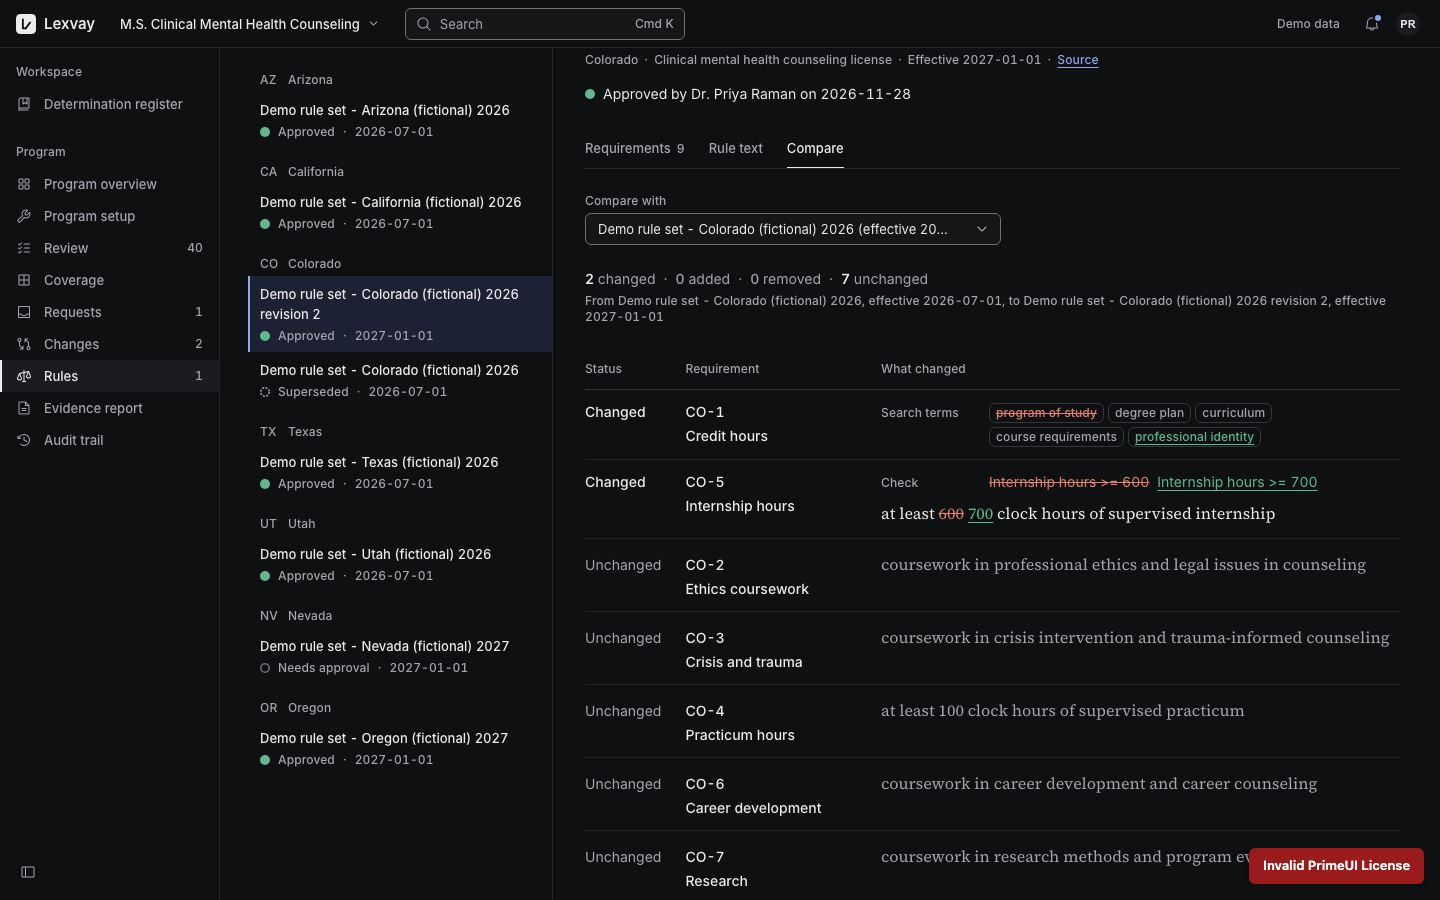 Lexvay
M.S. Clinical Mental Health Counseling
Search
Cmd K
Demo data
PR
Workspace
Determination register
Program
Program overview
Program setup
Review 40
Coverage
Requests 1
Changes 2
Rules 1
Evidence report
Audit trail
AZ Arizona
Demo rule set - Arizona (fictional) 2026
Approved · 2026-07-01
CA California
Demo rule set - California (fictional) 2026
Approved · 2026-07-01
CO Colorado
Demo rule set - Colorado (fictional) 2026
revision 2
Approved · 2027-01-01
Demo rule set - Colorado (fictional) 2026
Superseded · 2026-07-01
TX Texas
Demo rule set - Texas (fictional) 2026
Approved · 2026-07-01
UT Utah
Demo rule set - Utah (fictional) 2026
Approved · 2026-07-01
NV Nevada
Demo rule set - Nevada (fictional) 2027
Needs approval · 2027-01-01
OR Oregon
Demo rule set - Oregon (fictional) 2027
Approved · 2027-01-01
Colorado · Clinical mental health counseling license · Effective 2027-01-01 · Source
Approved by Dr. Priya Raman on 2026-11-28
Requirements 9 Rule text Compare
Compare with
Demo rule set - Colorado (fictional) 2026 (effective 20...
2 changed · 0 added · 0 removed · 7 unchanged
From Demo rule set - Colorado (fictional) 2026, effective 2026-07-01, to Demo rule set - Colorado (fictional) 2026 revision 2, effective
2027-01-01
Status Requirement What changed
Changed CO-1 Search terms program of study degree plan curriculum
Credit hours course requirements professional identity
Changed CO-5 Check Internship hours >= 600 Internship hours >= 700
Internship hours at least 600 700 clock hours of supervised internship
Unchanged CO-2 coursework in professional ethics and legal issues in counseling
Ethics coursework
Unchanged CO-3 coursework in crisis intervention and trauma-informed counseling
Crisis and trauma
Unchanged CO-4 at least 100 clock hours of supervised practicum
Practicum hours
Unchanged CO-6 coursework in career development and career counseling
Career development
Unchanged CO-7 coursework in research methods and program
Research
Invalid PrimeUI License